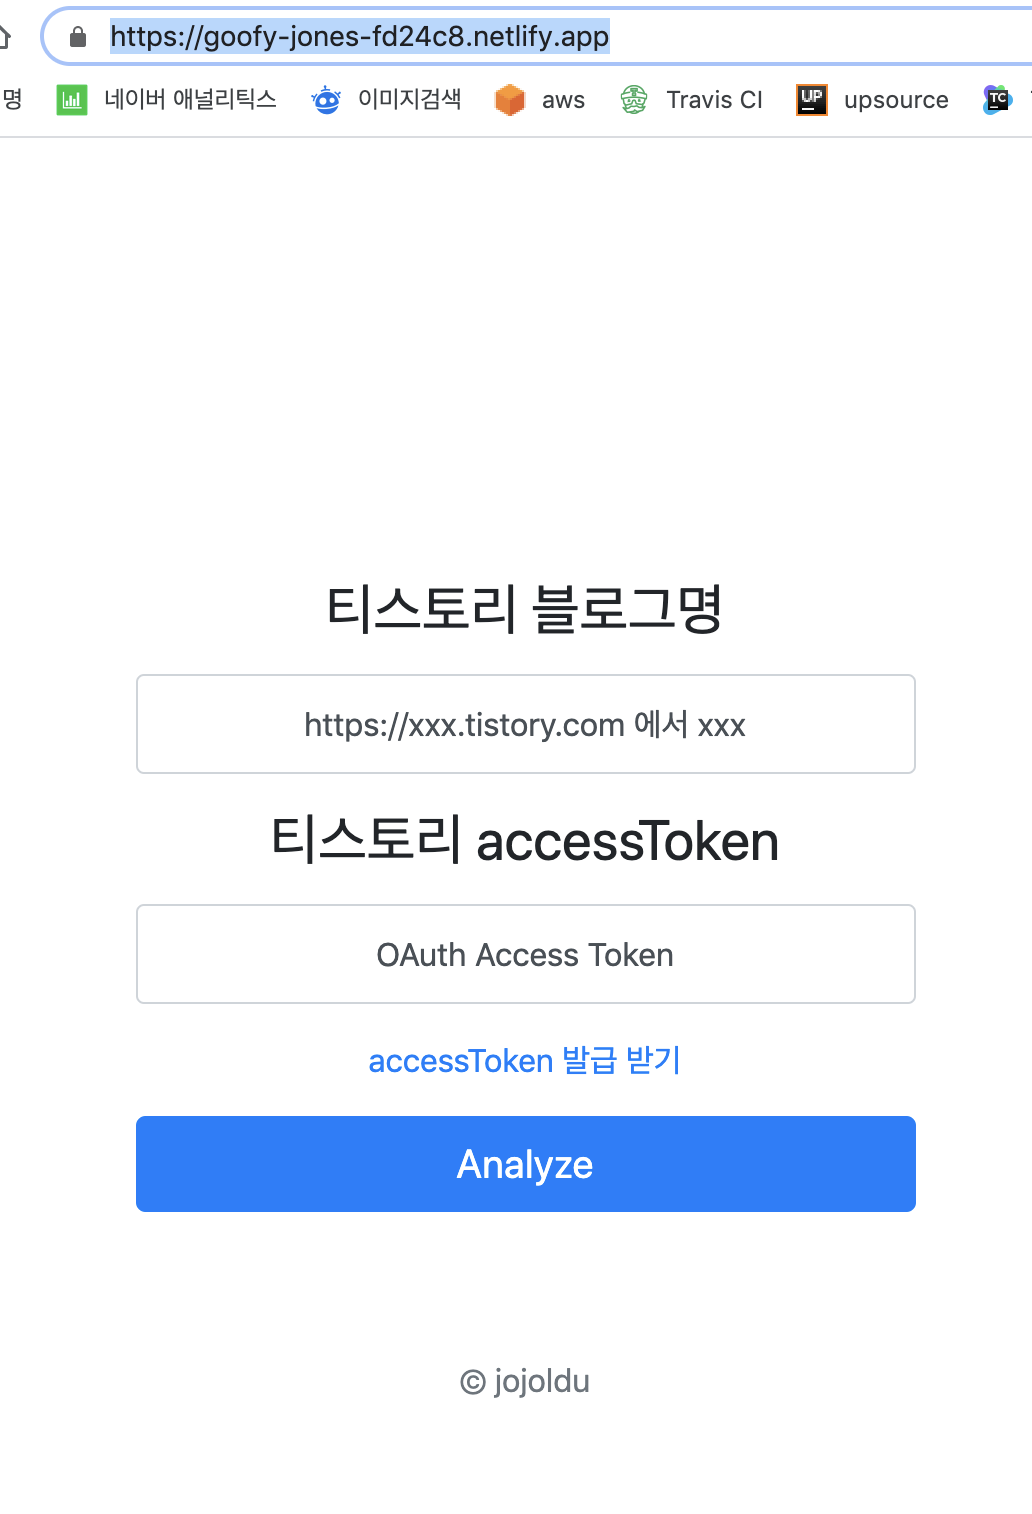 https://goofy-jones-fd24c8.netlify.app
명 네이버 애널리틱스 이미지검색 aws Travis CI UP upsource TC
티스토리 블로그명
https://xxx.tistory.com 에서 xxx
티스토리 accessToken
OAuth Access Token
accessToken 발급 받기
Analyze
© jojoldu